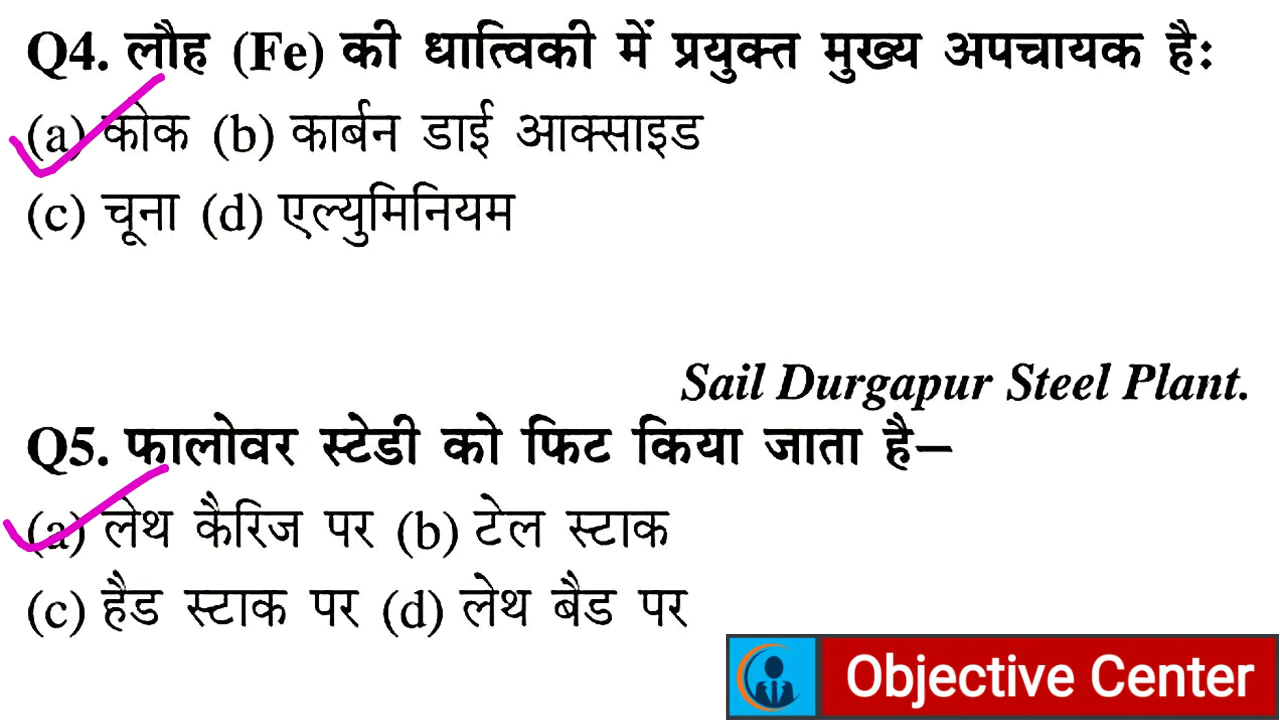 Q4. लौह (Fe) की धात्विकी में प्रयुक्त मुख्य अपचायक है:
(a) कोक (b) कार्बन डाई आक्साइड
(c) चूना (d) एल्युमिनियम
Sail Durgapur Steel Plant.
Q5. फालोवर स्टेडी को फिट किया जाता है–
(a) लेथ कैरिज पर (b) टेल स्टाक
(c) हैड स्टाक पर (d) लेथ बैड पर
Objective Center